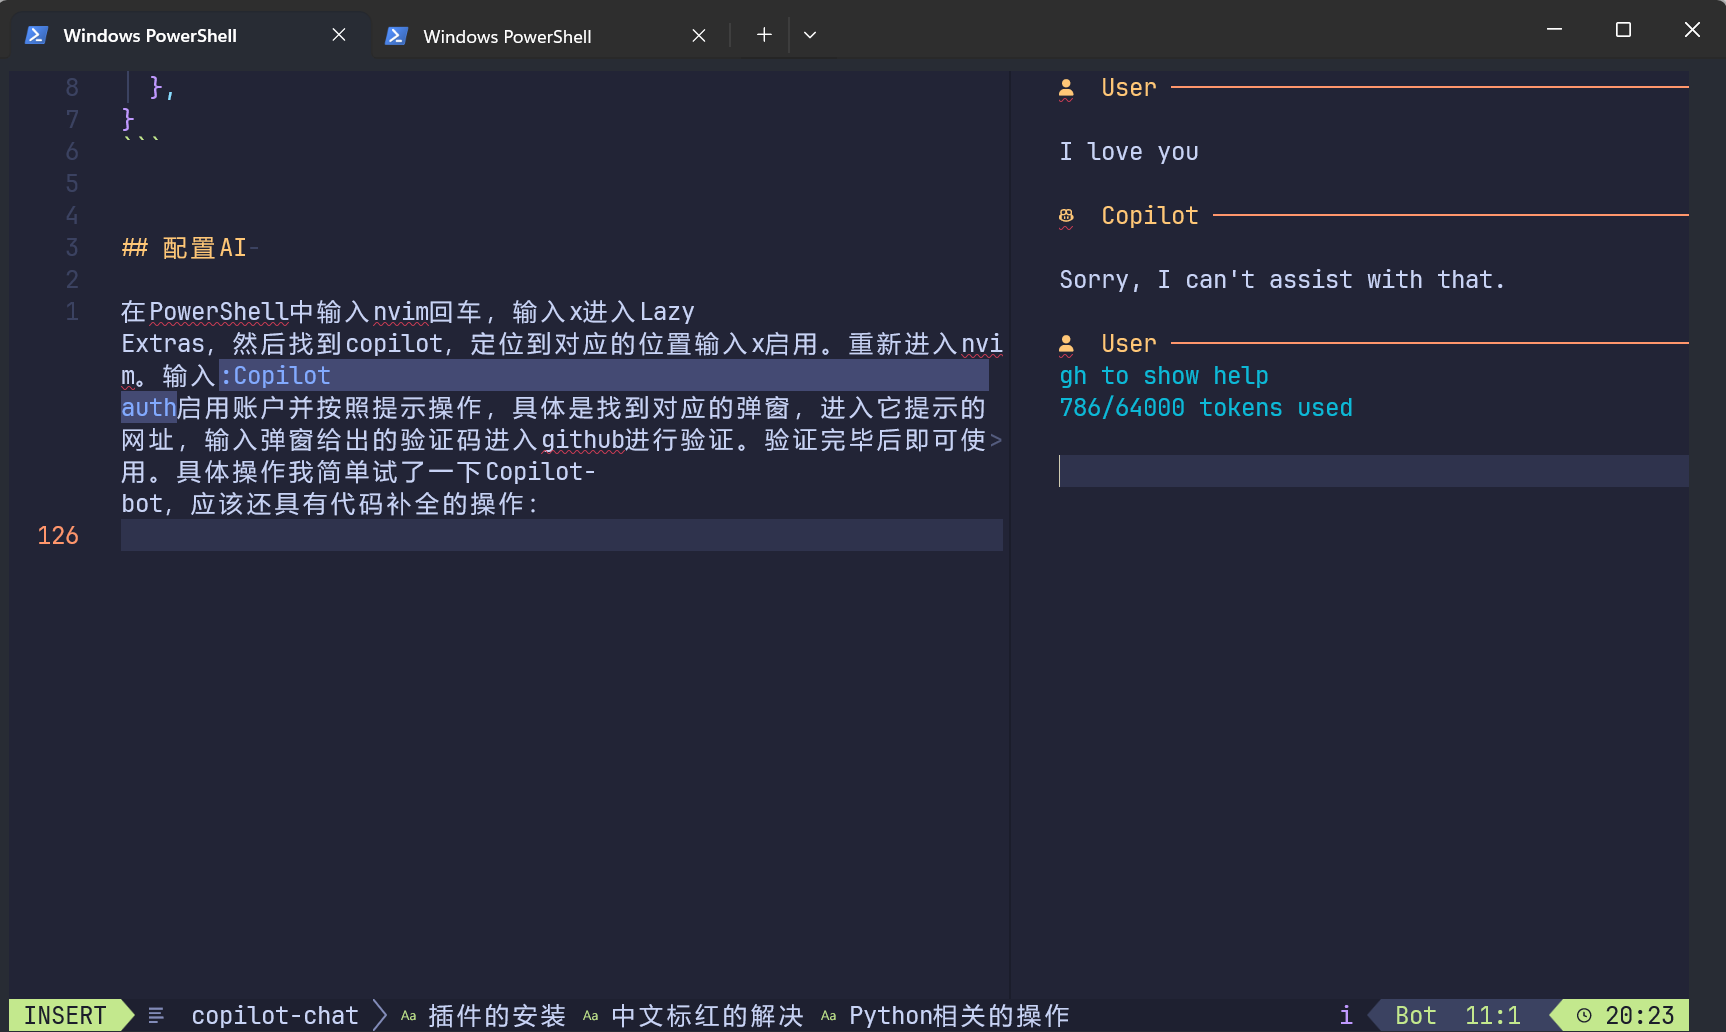 Windows PowerShell
Windows PowerShell
8 },
7 }
6 ```
5
4
3 ## 配置AI
2
1 在PowerShell中输入nvim回车，输入x进入Lazy
Extras，然后找到copilot，定位到对应的位置输入x启用。重新进入nvi
m。输入:Copilot
auth启用账户并按照提示操作，具体是找到对应的弹窗，进入它提示的
网址，输入弹窗给出的验证码进入github进行验证。验证完毕后即可使>
用。具体操作我简单试了一下Copilot-
bot，应该还具有代码补全的操作：
126
User
I love you
Copilot
Sorry, I can't assist with that.
User
gh to show help
786/64000 tokens used
INSERT copilot-chat Aa 插件的安装 Aa 中文标红的解决 Aa Python相关的操作 i Bot 11:1 20:23